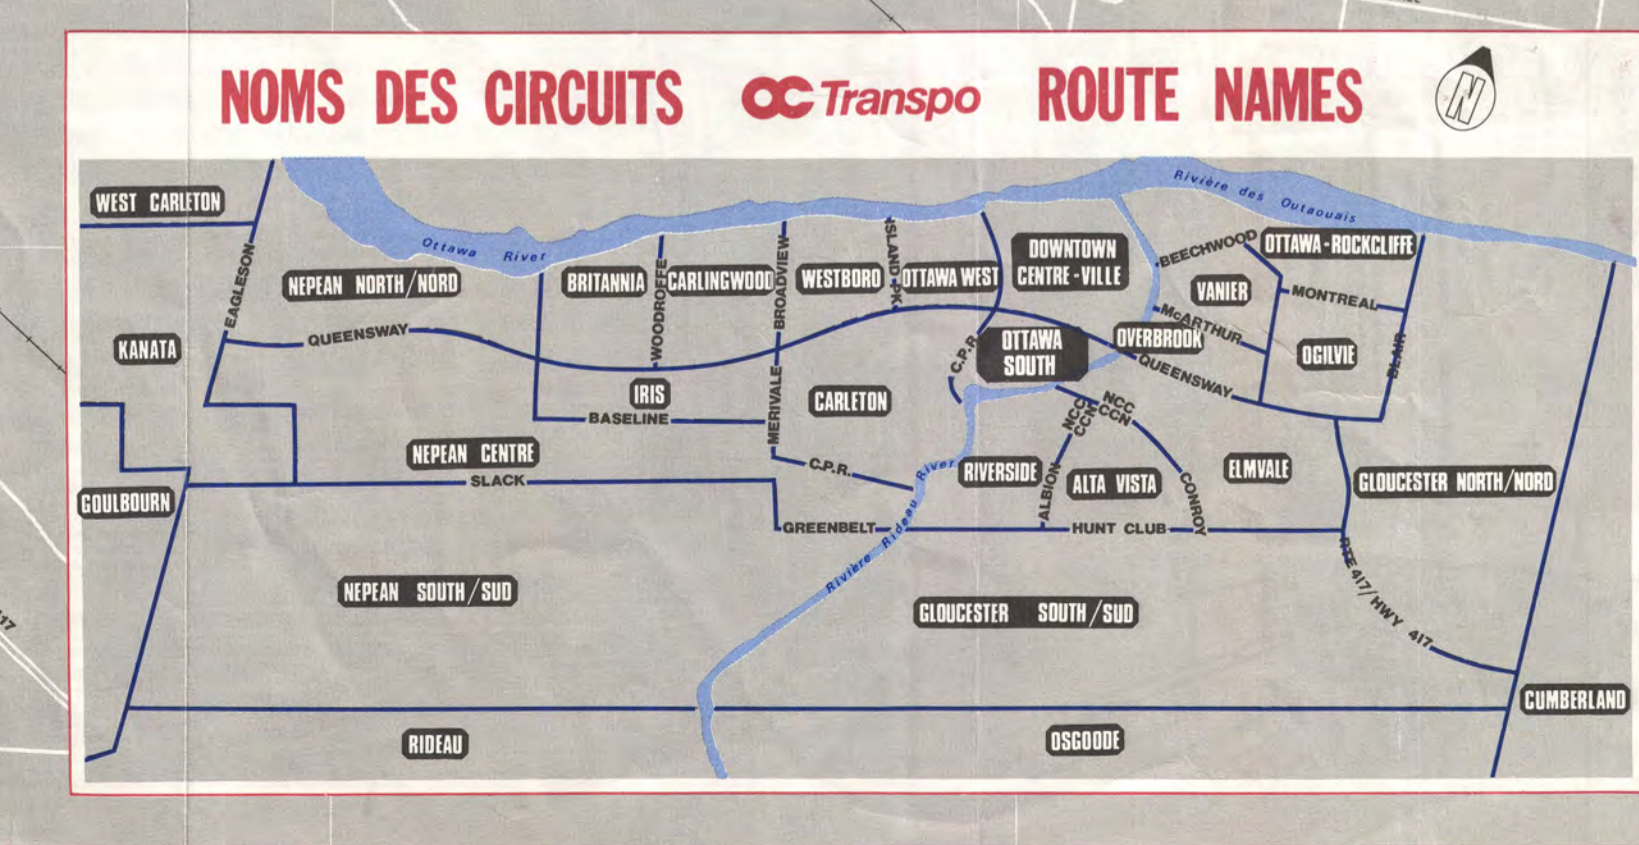 NOMS DES CIRCUITS OC Transpo ROUTE NAMES N
Rivière des Outaouais
WEST CARLETON
Ottawa River
EAGLESON
NEPEAN NORTH/NORD
BRITANNIA
WOODROFFE
CARLINGWOOD
BROADVIEW
WESTBORO
ISLAND PK
OTTAWA WEST
DOWNTOWN
CENTRE-VILLE
BEECHWOOD
OTTAWA-ROCKCLIFFE
VANIER
MONTREAL
McARTHUR
KANATA
QUEENSWAY
C.P.R.
OTTAWA
SOUTH
OVERBROOK
QUEENSWAY
OGILVIE
BLAIR
IRIS
BASELINE
MERIVALE
CARLETON
NCC
CCN
NCC
CCN
NEPEAN CENTRE
SLACK
C.P.R.
Rivière Rideau River
RIVERSIDE
ALBION
ALTA VISTA
CONROY
ELMVALE
GLOUCESTER NORTH/NORD
GOULBOURN
GREENBELT
HUNT CLUB
RTE 417/HWY 417
NEPEAN SOUTH/SUD
GLOUCESTER SOUTH/SUD
17
CUMBERLAND
RIDEAU
OSGOODE